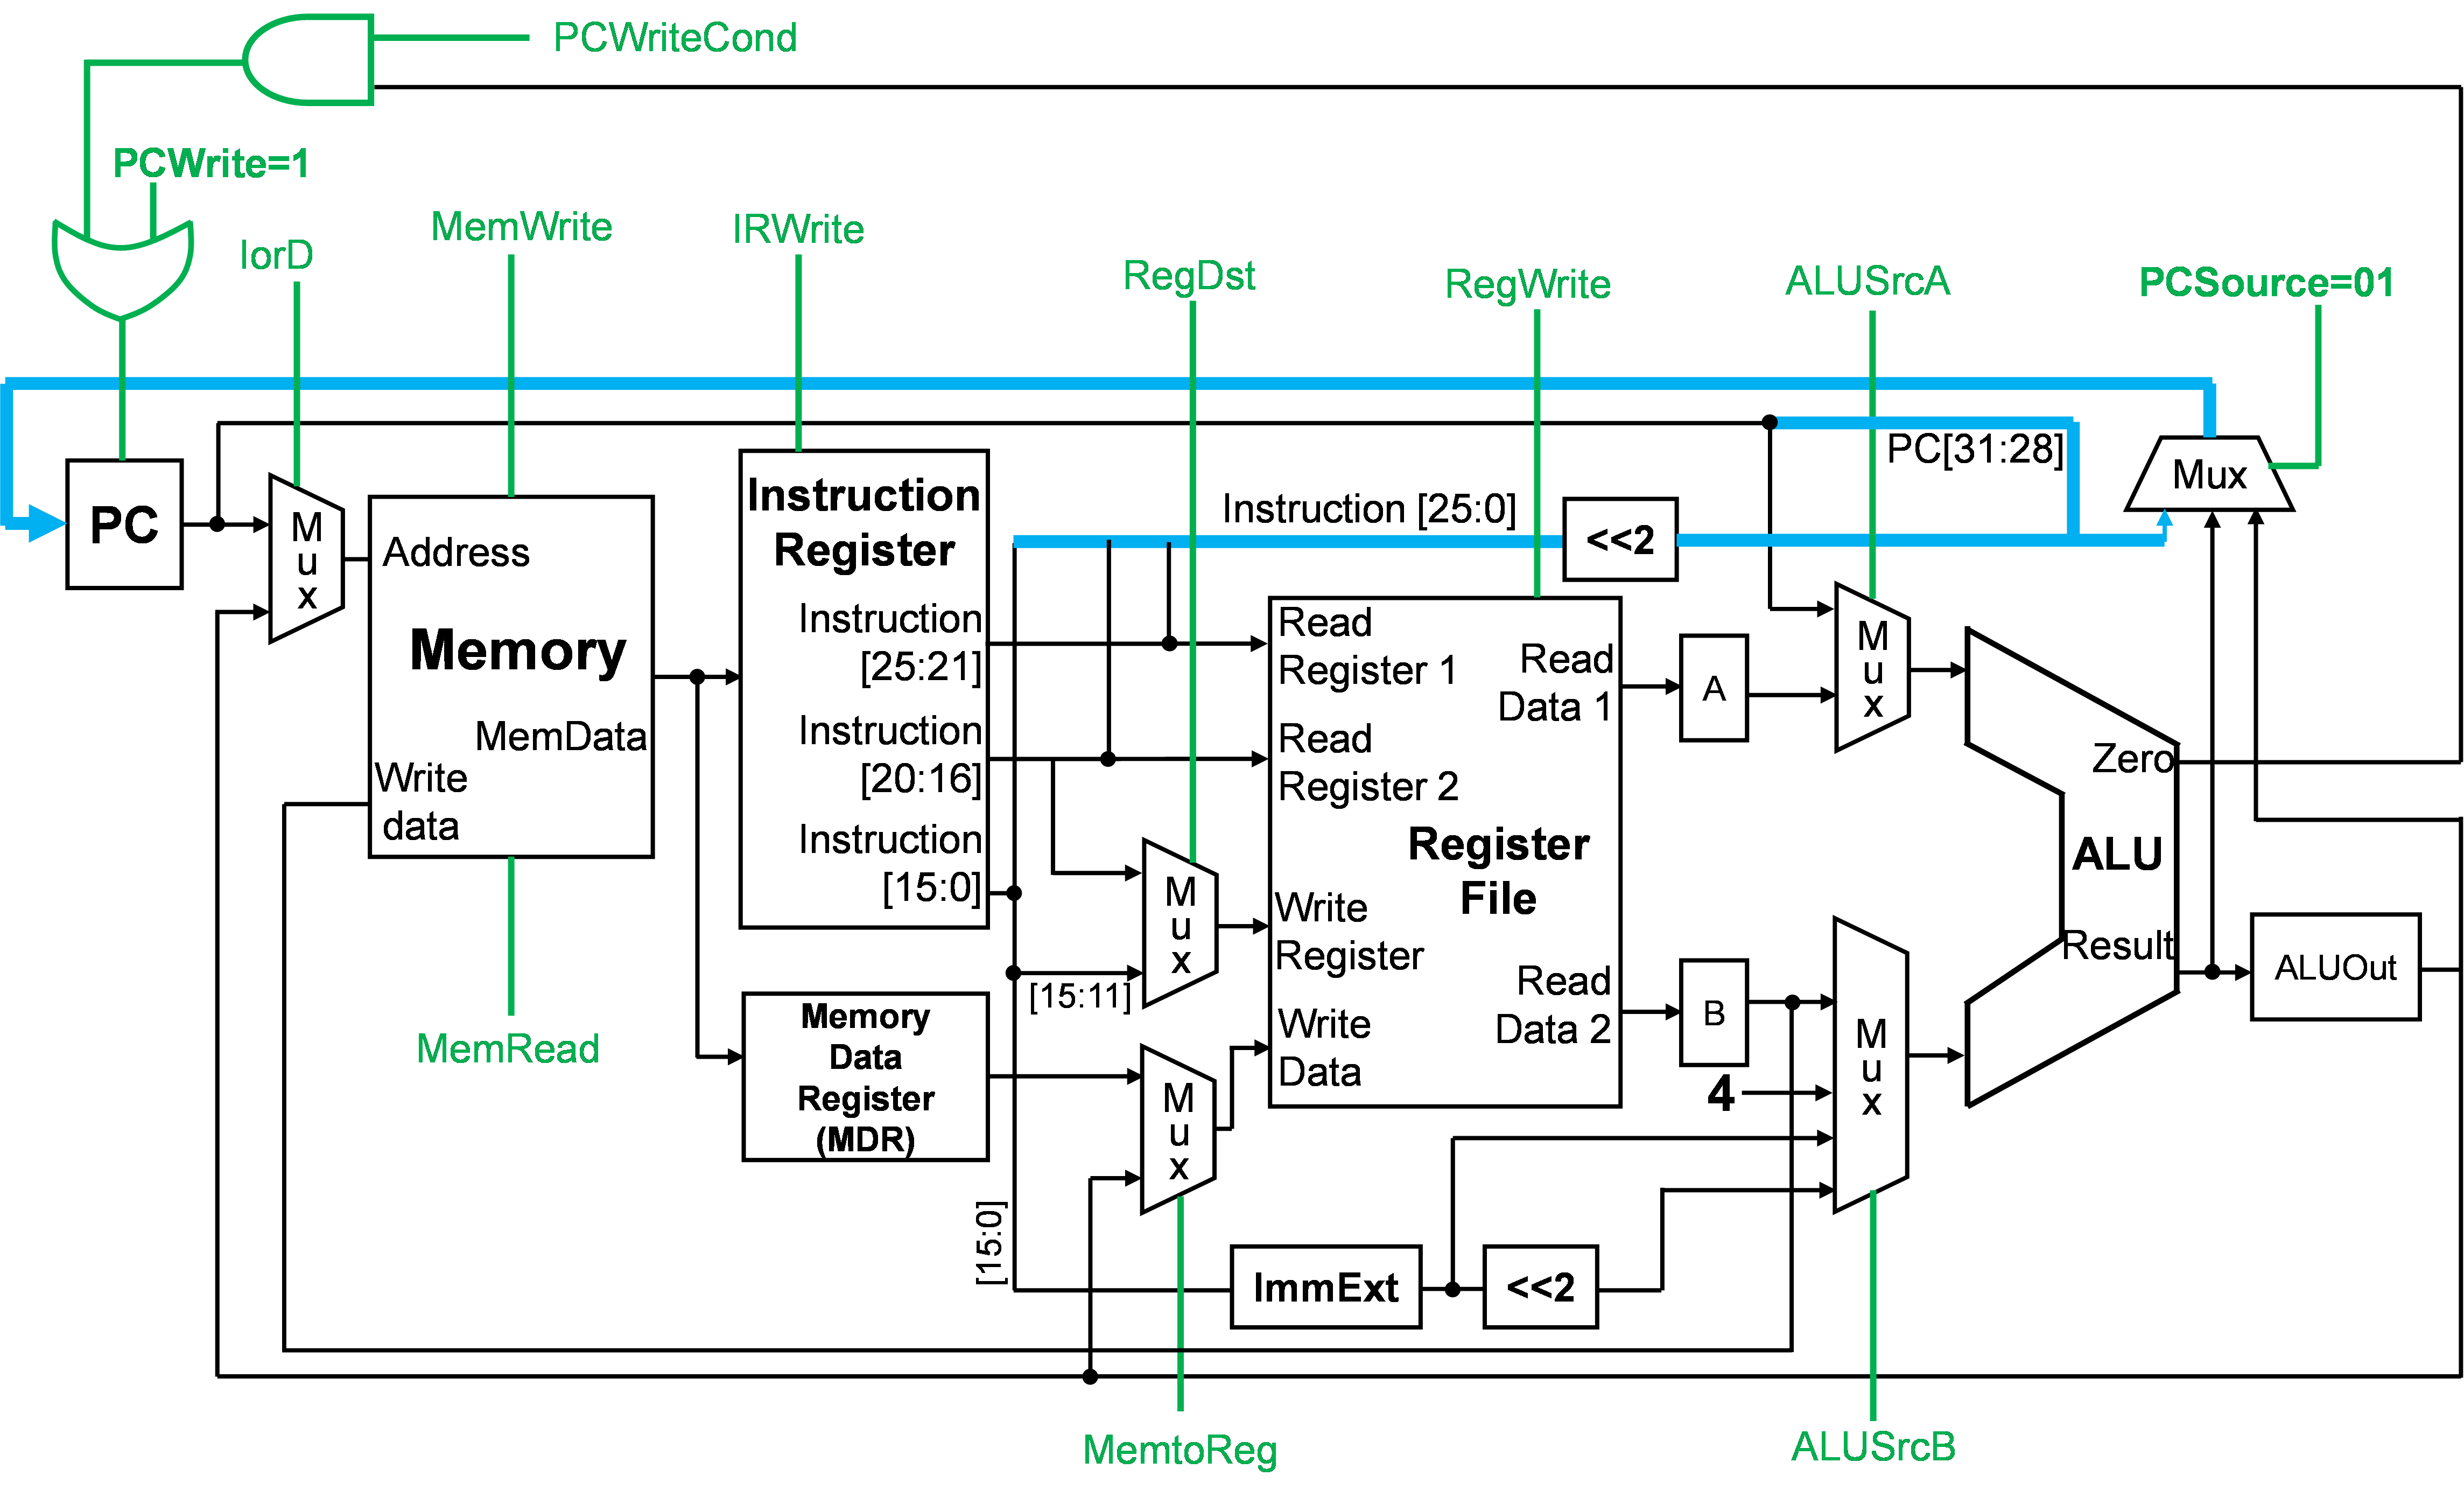 PCWriteCond
PCWrite=1
IorD
MemWrite
IRWrite
RegDst
RegWrite
ALUSrcA
PCSource=01
PC
M
u
x
Address
Memory
MemData
Write
data
MemRead
Instruction
Register
Instruction
[25:21]
Instruction
[20:16]
Instruction
[15:0]
Memory
Data
Register
(MDR)
Instruction [25:0]
<<2
PC[31:28]
Mux
[15:11]
M
u
x
M
u
x
[15:0]
MemtoReg
Read
Register 1
Read
Register 2
Write
Register
Write
Data
Read
Data 1
Register
File
Read
Data 2
ImmExt
<<2
A
B
4
M
u
x
M
u
x
ALUSrcB
Zero
ALU
Result
ALUOut